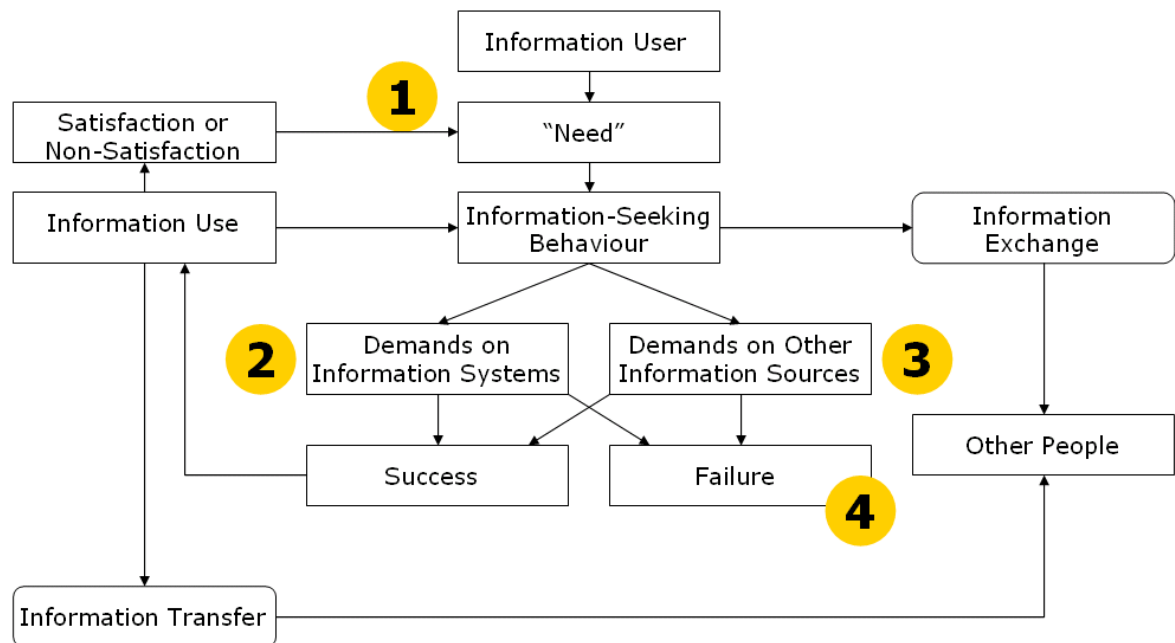 Information User
1
Satisfaction or
Non-Satisfaction
“Need”
Information Use
Information-Seeking
Behaviour
Information
Exchange
2
Demands on
Information Systems
Demands on Other
Information Sources
3
Success
Failure
4
Other People
Information Transfer